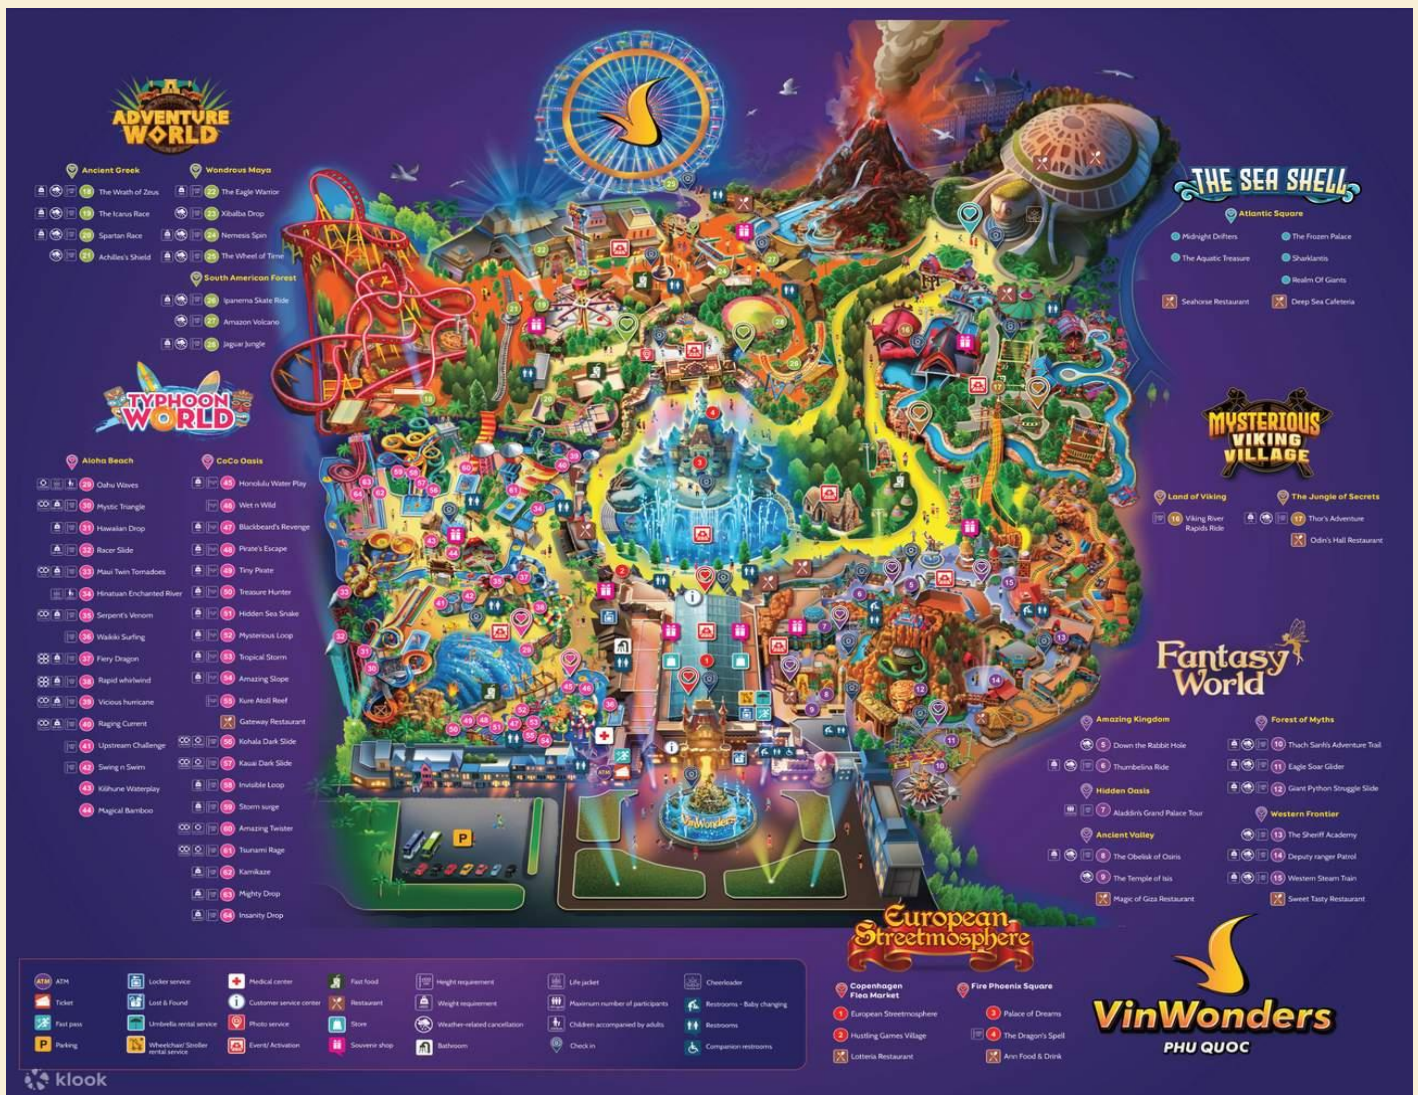 ADVENTURE
WORLD
Ancient Greek
18 The Wrath of Zeus
19 The Icarus Race
20 Spartan Race
21 Achilles's Shield
Wondrous Maya
22 The Eagle Warrior
23 Xibalba Drop
24 Nemesis Spin
25 The Wheel of Time
South American Forest
26 Ipanema Skate Ride
27 Amazon Volcano
28 Jaguar Jungle
TYPHOON
WORLD
Aloha Beach
29 Oahu Waves
30 Mystic Triangle
31 Hawaiian Drop
32 Racer Slide
33 Maui Twin Tornadoes
34 Hinatuan Enchanted River
35 Serpent's Venom
36 Waikiki Surfing
37 Fiery Dragon
38 Rapid whirlwind
39 Vicious hurricane
40 Raging Current
41 Upstream Challenge
42 Swing n Swim
43 Kilihune Waterplay
44 Magical Bamboo
CoCo Oasis
45 Honolulu Water Play
46 Wet n Wild
47 Blackbeard's Revenge
48 Pirate's Escape
49 Tiny Pirate
50 Treasure Hunter
51 Hidden Sea Snake
52 Mysterious Loop
53 Tropical Storm
54 Amazing Slope
55 Kure Atoll Reef
Gateway Restaurant
56 Kohala Dark Slide
57 Kauai Dark Slide
58 Invisible Loop
59 Storm surge
60 Amazing Twister
61 Tsunami Rage
62 Kamikaze
63 Mighty Drop
64 Insanity Drop
THE SEA SHELL
Atlantic Square
Midnight Drifters
The Aquatic Treasure
The Frozen Palace
Sharklantis
Realm Of Giants
Seahorse Restaurant
Deep Sea Cafeteria
MYSTERIOUS
VIKING
VILLAGE
Land of Viking
16 Viking River
Rapids Ride
The Jungle of Secrets
17 Thor's Adventure
Odin's Hall Restaurant
Fantasy
World
Amazing Kingdom
5 Down the Rabbit Hole
6 Thumbelina Ride
Hidden Oasis
7 Aladdin's Grand Palace Tour
Ancient Valley
8 The Obelisk of Osiris
9 The Temple of Isis
Magic of Giza Restaurant
Forest of Myths
10 Thach Sanh's Adventure Trail
11 Eagle Soar Glider
12 Giant Python Struggle Slide
Western Frontier
13 The Sheriff Academy
14 Deputy ranger Patrol
15 Western Steam Train
Sweet Tasty Restaurant
VinWonders
P
European
Streetmosphere
Copenhagen
Flea Market
1 European Streetmosphere
2 Hustling Games Village
Lotteria Restaurant
Fire Phoenix Square
3 Palace of Dreams
4 The Dragon's Spell
Ann Food & Drink
VinWonders
PHU QUOC
ATM ATM
Ticket
Fast pass
P Parking
Locker service
Lost & Found
Umbrella rental service
Wheelchair/ Stroller
rental service
Medical center
Customer service center
Photo service
Event/ Activation
Fast food
Restaurant
Store
Souvenir shop
Height requirement
Weight requirement
Weather-related cancellation
Bathroom
Life jacket
Maximum number of participants
Children accompanied by adults
Check in
Cheerleader
Restrooms - Baby changing
Restrooms
Companion restrooms
klook